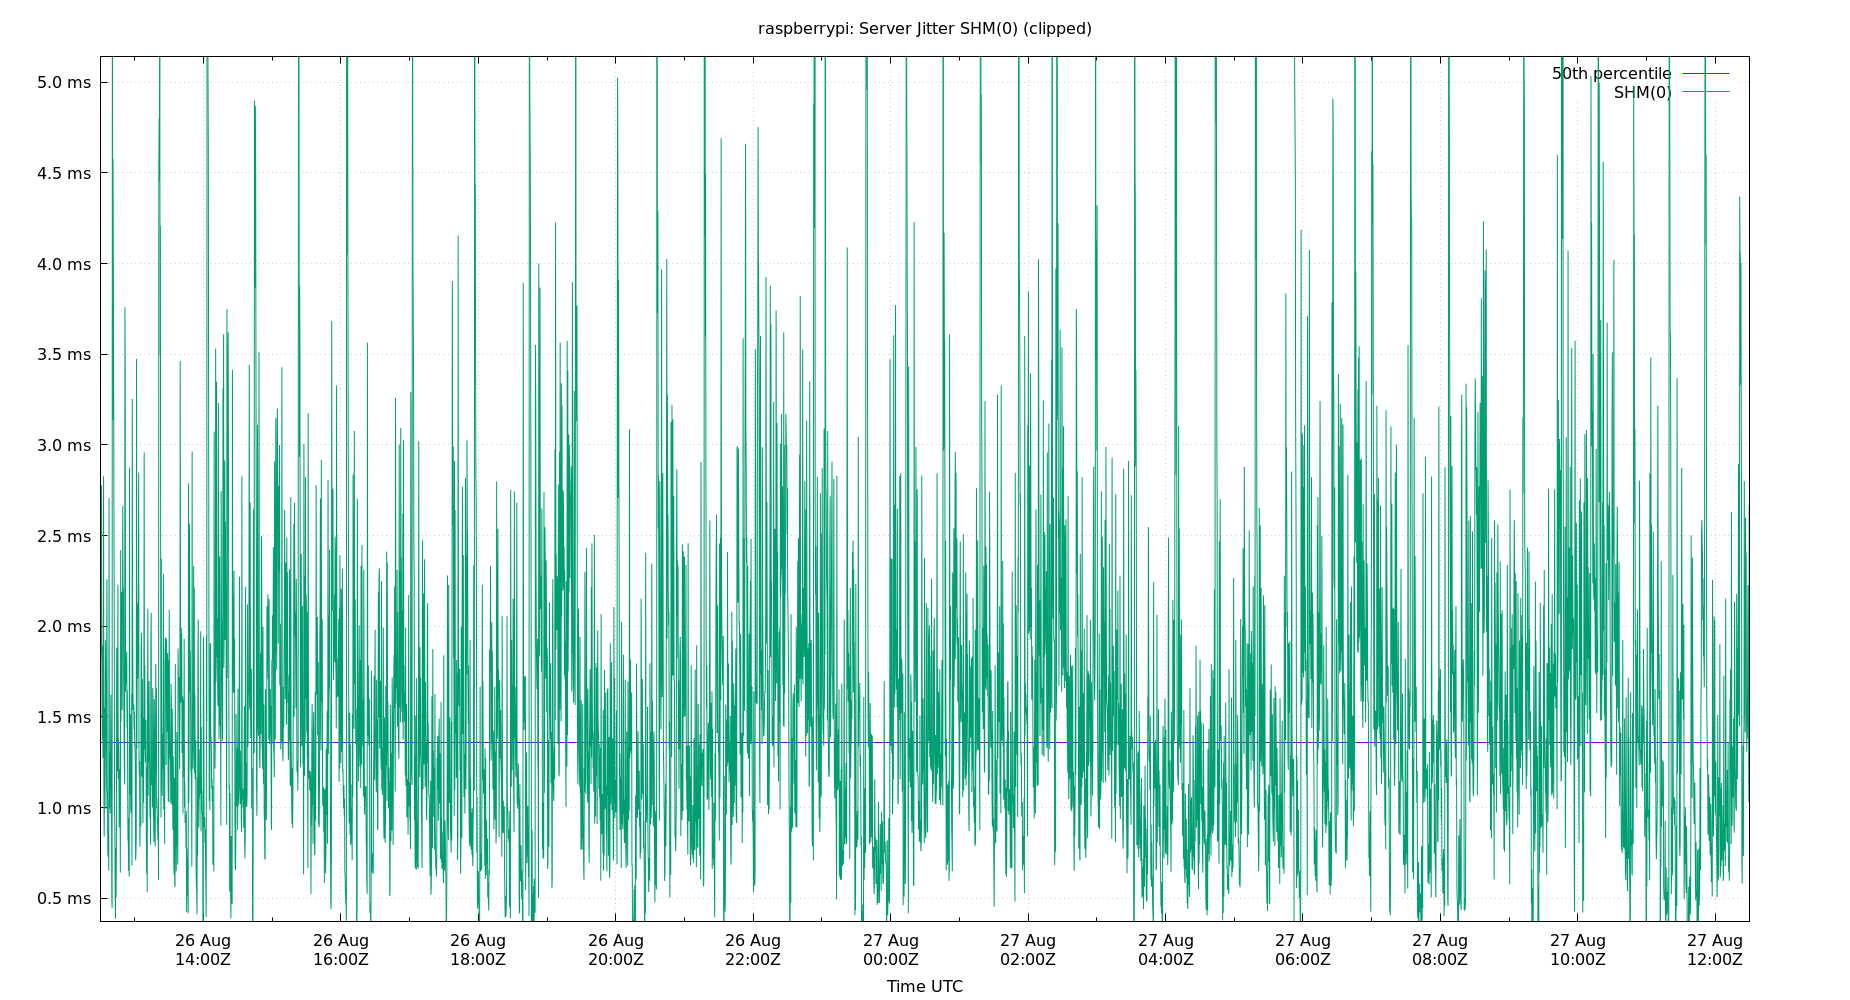 raspberrypi: Server Jitter SHM(0) (clipped)
50th percentile
SHM(0)
5.0 ms
4.5 ms
4.0 ms
3.5 ms
3.0 ms
2.5 ms
2.0 ms
1.5 ms
1.0 ms
0.5 ms
26 Aug 26 Aug 26 Aug 26 Aug 26 Aug 27 Aug 27 Aug 27 Aug 27 Aug 27 Aug 27 Aug 27 Aug
14:00Z 16:00Z 18:00Z 20:00Z 22:00Z 00:00Z 02:00Z 04:00Z 06:00Z 08:00Z 10:00Z 12:00Z
Time UTC